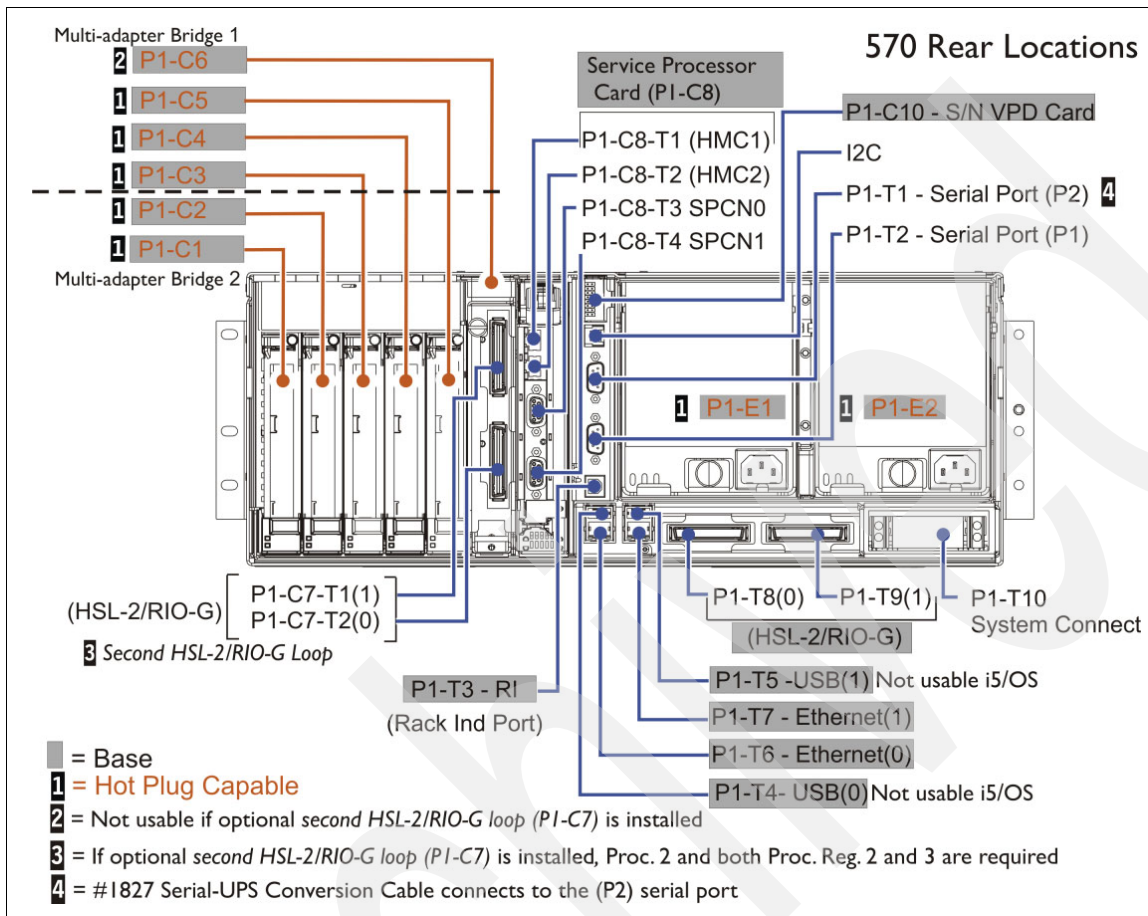 Multi-adapter Bridge 1
570 Rear Locations
2 P1-C6
1 P1-C5
1 P1-C4
1 P1-C3
1 P1-C2
1 P1-C1
Multi-adapter Bridge 2
Service Processor
Card (P1-C8)
P1-C8-T1 (HMC1)
P1-C8-T2 (HMC2)
P1-C8-T3 SPCN0
P1-C8-T4 SPCN1
P1-C10 - S/N VPD Card
I2C
P1-T1 - Serial Port (P2) 4
P1-T2 - Serial Port (P1)
1 P1-E1
1 P1-E2
(HSL-2/RIO-G)
P1-C7-T1(1)
P1-C7-T2(0)
3 Second HSL-2/RIO-G Loop
P1-T3 - RI
(Rack Ind Port)
P1-T8(0)
P1-T9(1)
(HSL-2/RIO-G)
P1-T10
System Connect
P1-T5 -USB(1) Not usable i5/OS
P1-T7 - Ethernet(1)
P1-T6 - Ethernet(0)
P1-T4- USB(0) Not usable i5/OS
= Base
1 = Hot Plug Capable
2 = Not usable if optional second HSL-2/RIO-G loop (P1-C7) is installed
3 = If optional second HSL-2/RIO-G loop (P1-C7) is installed, Proc. 2 and both Proc. Reg. 2 and 3 are required
4 = #1827 Serial-UPS Conversion Cable connects to the (P2) serial port